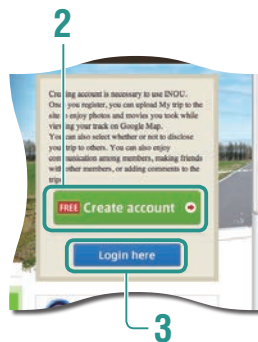 2
Creating account is necessary to use INOU.
Once you register, you can upload My trip to the
site to enjoy photos and movies you took while
viewing your track on Google Map.
You can also select whether or not to disclose
your trip to others. You can also enjoy
communication among members, making friends
with other members, or adding comments to the
trip
FREE Create account
Login here
3